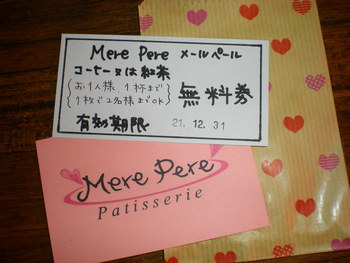 Mere Pere メールペール
コーヒー又は紅茶
お1人様、1杯まで
1枚で2名様までOK
無料券
有効期限 21.12.31
Mere Pere
Patisserie